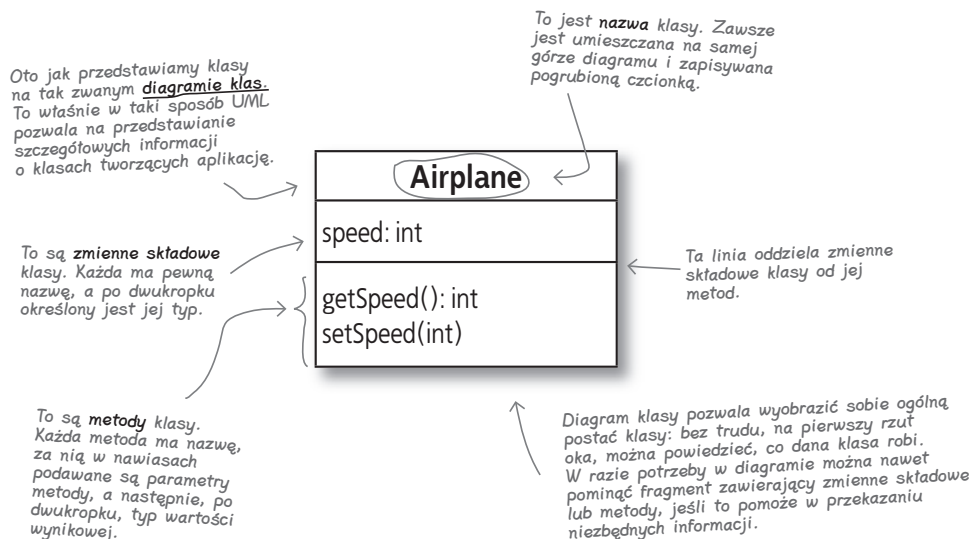 To jest nazwa klasy. Zawsze
jest umieszczana na samej
górze diagramu i zapisywana
pogrubioną czcionką.
Oto jak przedstawiamy klasy
na tak zwanym diagramie klas.
To właśnie w taki sposób UML
pozwala na przedstawianie
szczegółowych informacji
o klasach tworzących aplikację.
Airplane
speed: int
getSpeed(): int
setSpeed(int)
To są zmienne składowe
klasy. Każda ma pewną
nazwę, a po dwukropku
określony jest jej typ.
Ta linia oddziela zmienne
składowe klasy od jej
metod.
To są metody klasy.
Każda metoda ma nazwę,
za nią w nawiasach
podawane są parametry
metody, a następnie, po
dwukropku, typ wartości
wynikowej.
Diagram klasy pozwala wyobrazić sobie ogólną
postać klasy: bez trudu, na pierwszy rzut
oka, można powiedzieć, co dana klasa robi.
W razie potrzeby w diagramie można nawet
pominąć fragment zawierający zmienne składowe
lub metody, jeśli to pomoże w przekazaniu
niezbędnych informacji.